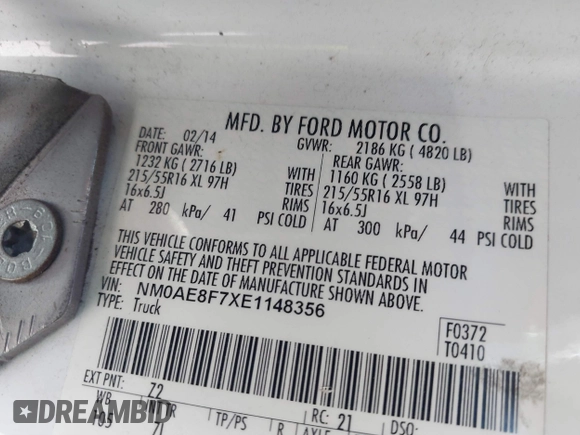 MFD. BY FORD MOTOR CO.
DATE: 02/14 GVWR: 2186 KG ( 4820 LB)
FRONT GAWR: REAR GAWR:
1232 KG ( 2716 LB) WITH 1160 KG ( 2558 LB) WITH
215/55R16 XL 97H TIRES 215/55R16 XL 97H TIRES
16x6.5J RIMS 16x6.5J RIMS
AT 280 kPa/ 41 PSI COLD AT 300 kPa/ 44 PSI COLD
THIS VEHICLE CONFORMS TO ALL APPLICABLE FEDERAL MOTOR
VEHICLE SAFETY AND THEFT PREVENTION STANDARDS IN
EFFECT ON THE DATE OF MANUFACTURE SHOWN ABOVE.
VIN: NM0AE8F7XE1148356
TYPE: Truck
F0372
T0410
EXT PNT: Z2 RC: 21 DSO:
WB TP/PS R
105
DREAMBID